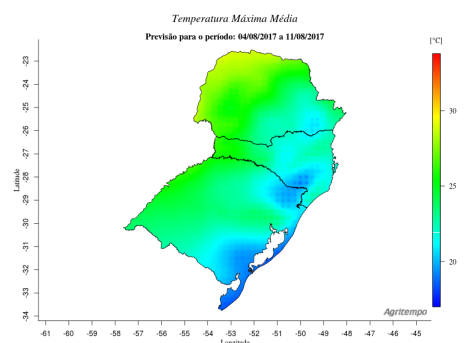 Temperatura Máxima Média
Previsão para o período: 04/08/2017 a 11/08/2017
[°C]
-23
-24
-25
-26
-27
-28
-29
-30
-31
-32
-33
-34
Latitude
30
25
20
Agritempo
-61 -60 -59 -58 -57 -56 -55 -54 -53 -52 -51 -50 -49 -48 -47 -46 -45
Longitude